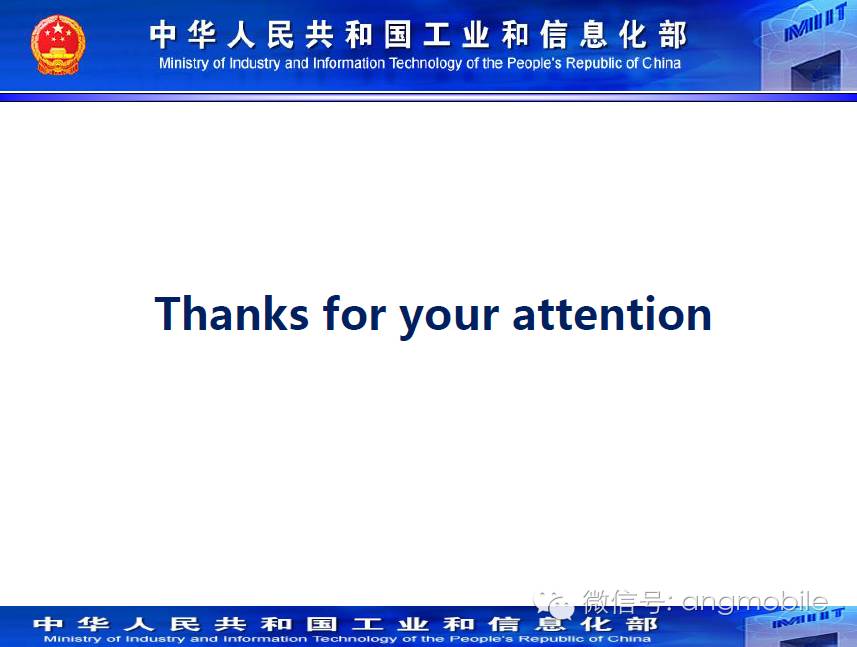 中华人民共和国工业和信息化部
Ministry of Industry and Information Technology of the People's Republic of China
MIIT
Thanks for your attention
微信号: angmobile
中华人民共和国工业和信息化部
Ministry of Industry and Information Technology of the People's Republic of China
MIIT